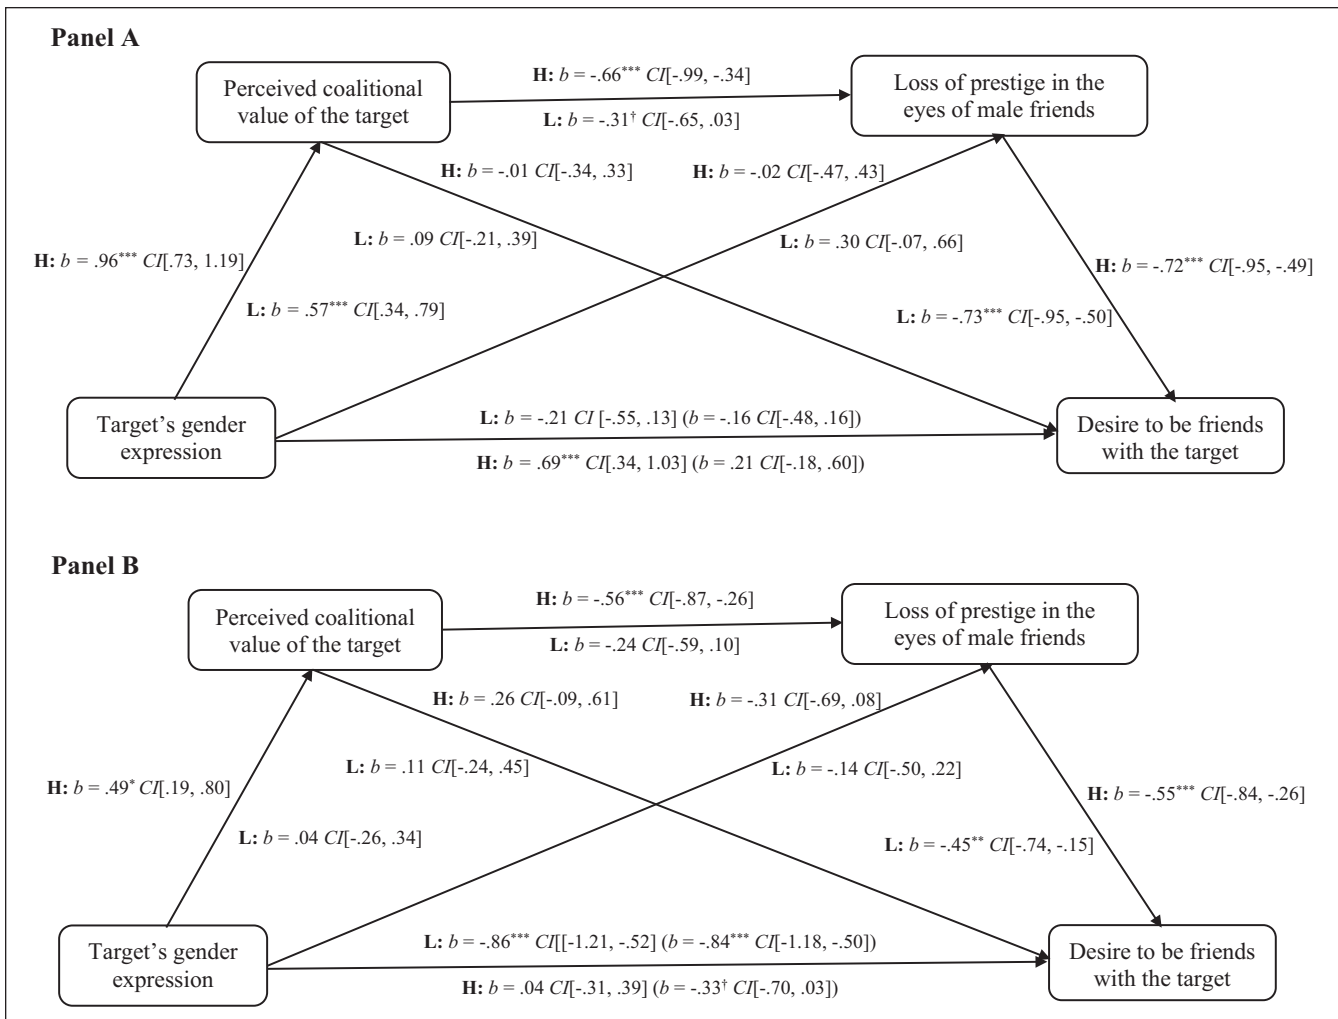 Panel A
Perceived coalitional
value of the target
H: b = -.66*** CI[-.99, -.34]
L: b = -.31† CI[-.65, .03]
Loss of prestige in the
eyes of male friends
H: b = -.01 CI[-.34, .33]
H: b = -.02 CI[-.47, .43]
L: b = .09 CI[-.21, .39]
L: b = .30 CI[-.07, .66]
H: b = .96*** CI[.73, 1.19]
H: b = -.72*** CI[-.95, -.49]
L: b = .57*** CI[.34, .79]
L: b = -.73*** CI[-.95, -.50]
Target's gender
expression
L: b = -.21 CI [-.55, .13] (b = -.16 CI[-.48, .16])
H: b = .69*** CI[.34, 1.03] (b = .21 CI[-.18, .60])
Desire to be friends
with the target
Panel B
Perceived coalitional
value of the target
H: b = -.56*** CI[-.87, -.26]
L: b = -.24 CI[-.59, .10]
Loss of prestige in the
eyes of male friends
H: b = .26 CI[-.09, .61]
H: b = -.31 CI[-.69, .08]
L: b = .11 CI[-.24, .45]
L: b = -.14 CI[-.50, .22]
H: b = .49* CI[.19, .80]
H: b = -.55*** CI[-.84, -.26]
L: b = .04 CI[-.26, .34]
L: b = -.45** CI[-.74, -.15]
Target's gender
expression
L: b = -.86*** CI[[-1.21, -.52] (b = -.84*** CI[-1.18, -.50])
H: b = .04 CI[-.31, .39] (b = -.33† CI[-.70, .03])
Desire to be friends
with the target